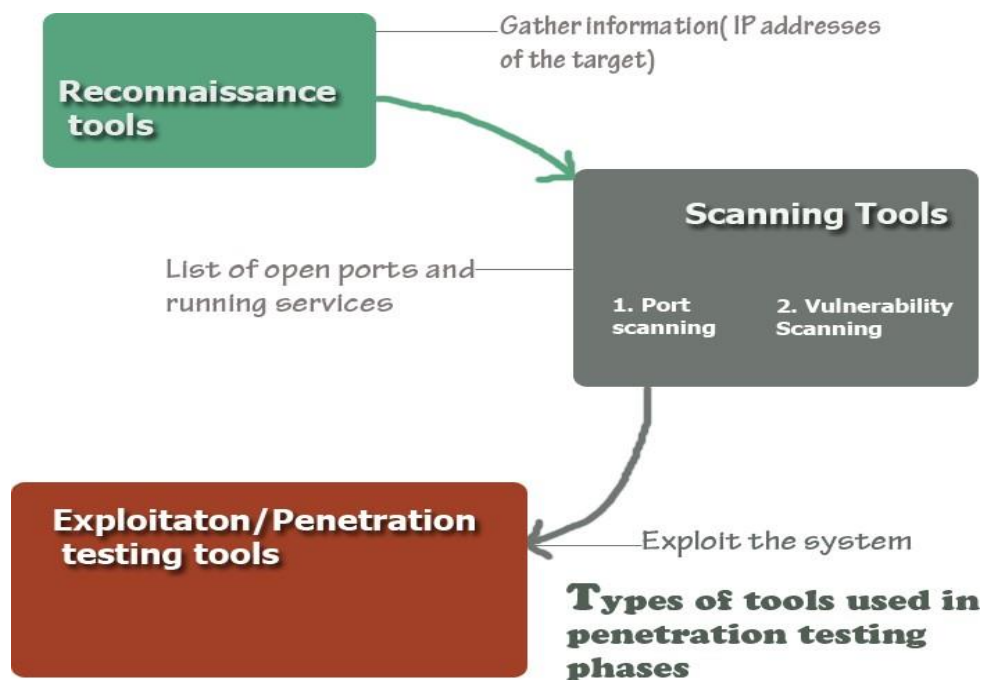 Gather information( IP addresses
of the target)
Reconnaissance
tools
Scanning Tools
List of open ports and
running services
1. Port
scanning
2. Vulnerability
Scanning
Exploitaton/Penetration
testing tools
Exploit the system
Types of tools used in
penetration testing
phases